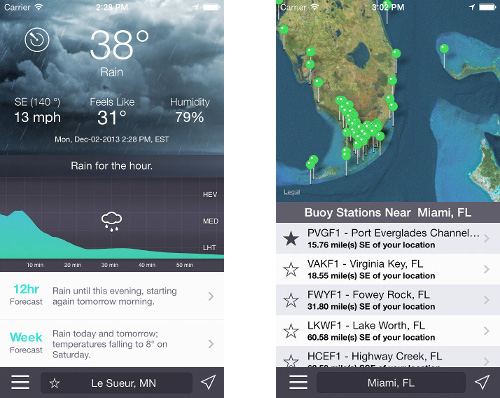 Carrier
2:28 PM
38°
Rain
SE (140 °)
Feels Like
Humidity
13 mph
31°
79%
Mon, Dec-02-2013 2:28 PM, EST
Rain for the hour.
HEV
MED
LHT
10 min 20 min 30 min 40 min 50 min
12hr
Forecast
Rain until this evening, starting
again tomorrow morning.
Week
Forecast
Rain today and tomorrow;
temperatures falling to 8° on
Saturday.
Le Sueur, MN
Carrier
3:02 PM
Legal
Buoy Stations Near Miami, FL
PVGF1 - Port Everglades Channel...
15.76 mile(s) SE of your location
VAKF1 - Virginia Key, FL
18.55 mile(s) SE of your location
FWYF1 - Fowey Rock, FL
31.80 mile(s) SE of your location
LKWF1 - Lake Worth, FL
60.58 mile(s) SE of your location
HCEF1 - Highway Creek, FL
Miami, FL